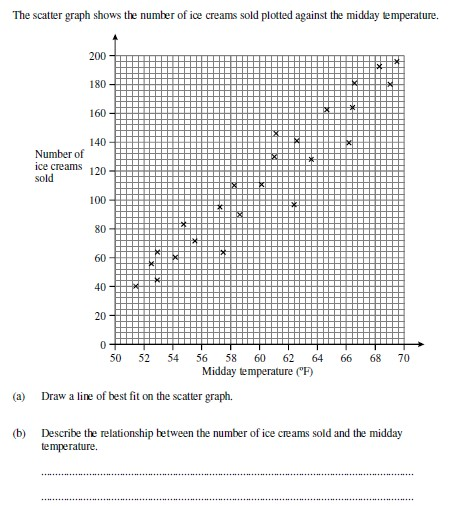 The scatter graph shows the number of ice creams sold plotted against the midday temperature.
200
180
160
140
Number of
ice creams
sold
120
100
80
60
40
20
0
50 52 54 56 58 60 62 64 66 68 70
Midday temperature (°F)
(a) Draw a line of best fit on the scatter graph.
(b) Describe the relationship between the number of ice creams sold and the midday
temperature.